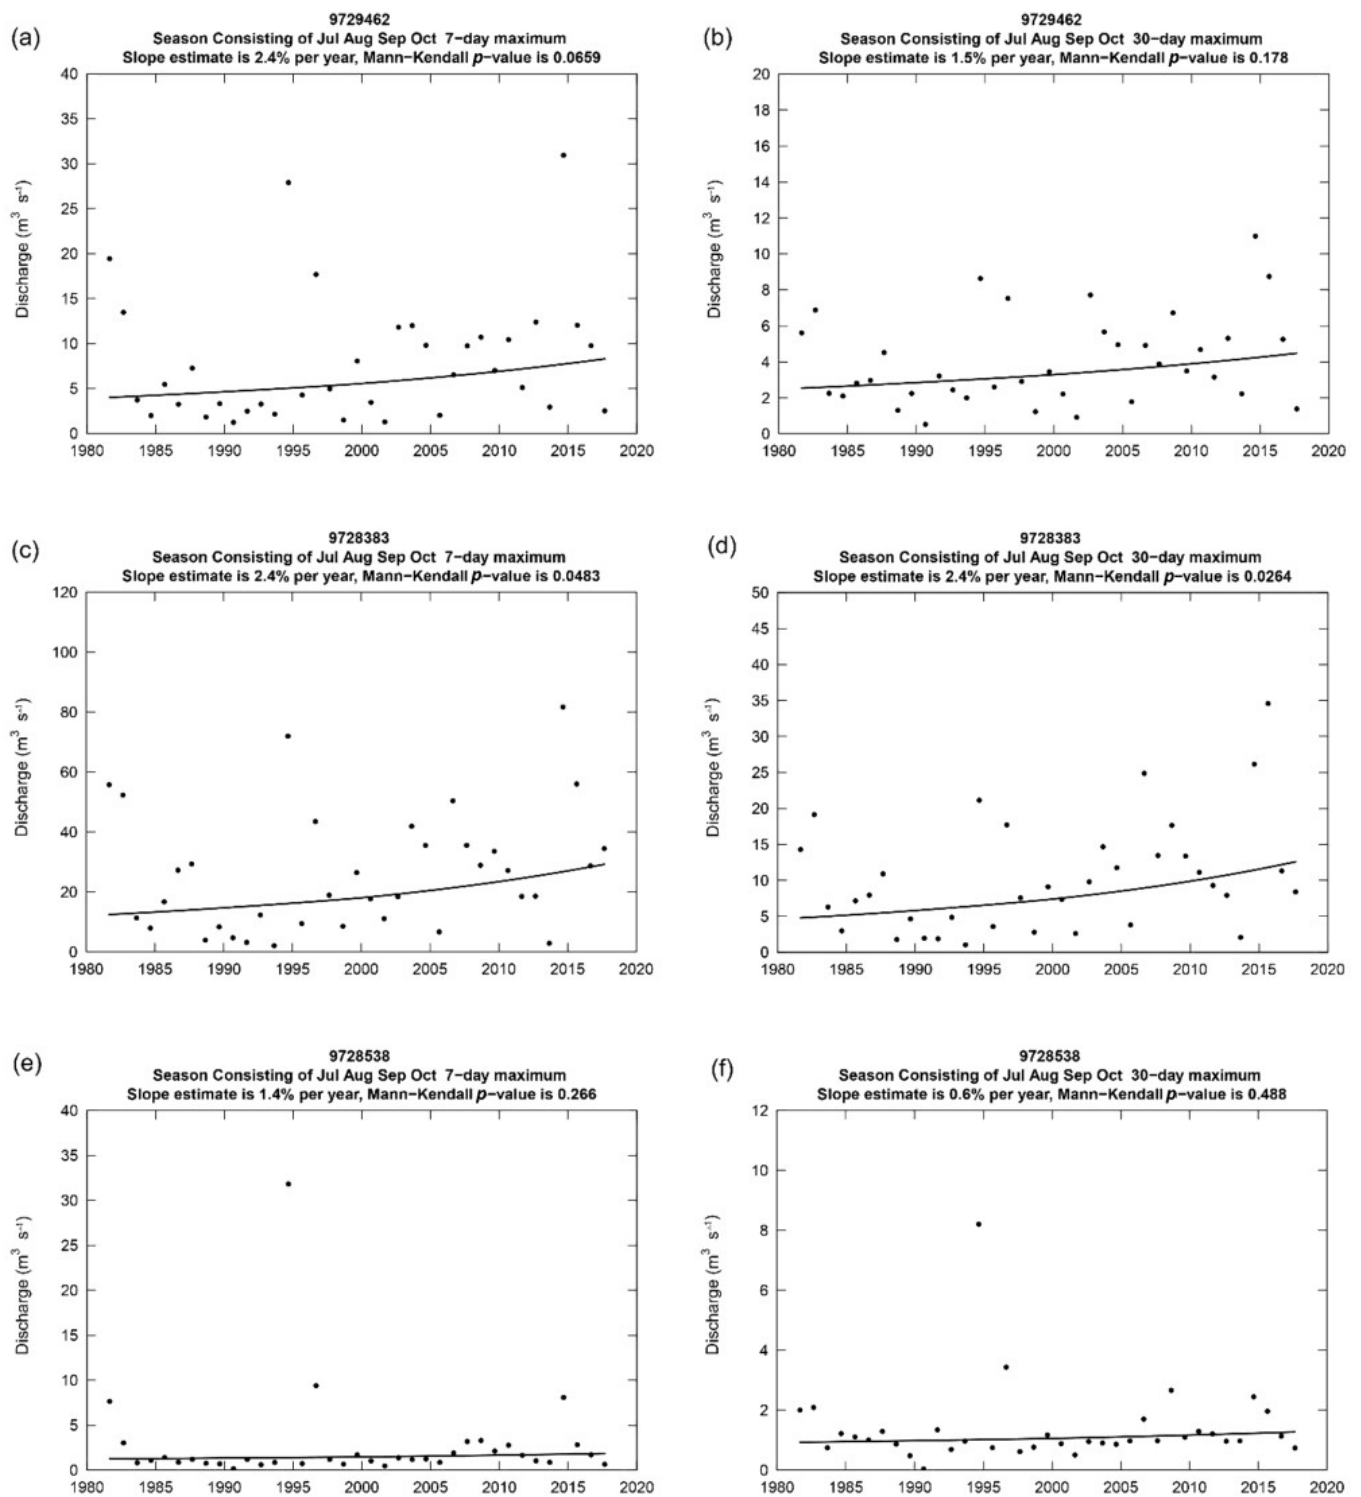 (a)
9729462
Season Consisting of Jul Aug Sep Oct 7−day maximum
Slope estimate is 2.4% per year, Mann−Kendall p−value is 0.0659
Discharge (m³ s⁻¹)
40
35
30
25
20
15
10
5
0
1980 1985 1990 1995 2000 2005 2010 2015 2020
(b)
9729462
Season Consisting of Jul Aug Sep Oct 30−day maximum
Slope estimate is 1.5% per year, Mann−Kendall p−value is 0.178
Discharge (m³ s⁻¹)
20
18
16
14
12
10
8
6
4
2
0
1980 1985 1990 1995 2000 2005 2010 2015 2020
(c)
9728383
Season Consisting of Jul Aug Sep Oct 7−day maximum
Slope estimate is 2.4% per year, Mann−Kendall p−value is 0.0483
Discharge (m³ s⁻¹)
120
100
80
60
40
20
0
1980 1985 1990 1995 2000 2005 2010 2015 2020
(d)
9728383
Season Consisting of Jul Aug Sep Oct 30−day maximum
Slope estimate is 2.4% per year, Mann−Kendall p−value is 0.0264
Discharge (m³ s⁻¹)
50
45
40
35
30
25
20
15
10
5
0
1980 1985 1990 1995 2000 2005 2010 2015 2020
(e)
9728538
Season Consisting of Jul Aug Sep Oct 7−day maximum
Slope estimate is 1.4% per year, Mann−Kendall p−value is 0.266
Discharge (m³ s⁻¹)
40
35
30
25
20
15
10
5
0
1980 1985 1990 1995 2000 2005 2010 2015 2020
(f)
9728538
Season Consisting of Jul Aug Sep Oct 30−day maximum
Slope estimate is 0.6% per year, Mann−Kendall p−value is 0.488
Discharge (m³ s⁻¹)
12
10
8
6
4
2
0
1980 1985 1990 1995 2000 2005 2010 2015 2020